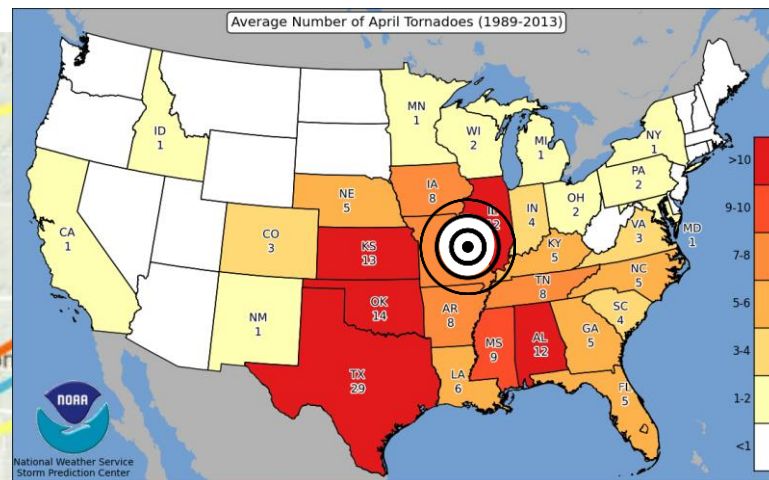 Average Number of April Tornadoes (1989-2013)
ID
1
MN
1
WI
2
MI
1
NY
1
PA
2
CA
1
CO
3
NE
5
IA
8
IN
4
OH
2
VA
3
MD
1
KS
13
KY
5
NC
5
NM
1
OK
14
AR
8
TN
8
SC
4
TX
29
LA
6
MS
9
AL
12
GA
5
FL
5
>10
9-10
7-8
5-6
3-4
1-2
<1
NOAA
National Weather Service
Storm Prediction Center